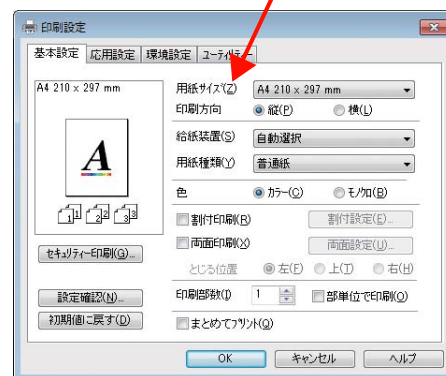 印刷設定
基本設定 応用設定 環境設定 ユーティリティー
A4 210 × 297 mm
用紙サイズ(Z) A4 210 × 297 mm
印刷方向 縦(P) 横(L)
給紙装置(S) 自動選択
用紙種類(Y) 普通紙
A
色 カラー(C) モノクロ(B)
1 1 2 2 3 3
割付印刷(R) 割付設定(E)...
両面印刷(X) 両面設定(U)...
セキュリティー印刷(G)...
とじる位置 左(F) 上(T) 右(H)
設定確認(N)... 印刷部数(I) 1 部単位で印刷(O)
初期値に戻す(D) まとめてプリント(Q)
OK キャンセル ヘルプ